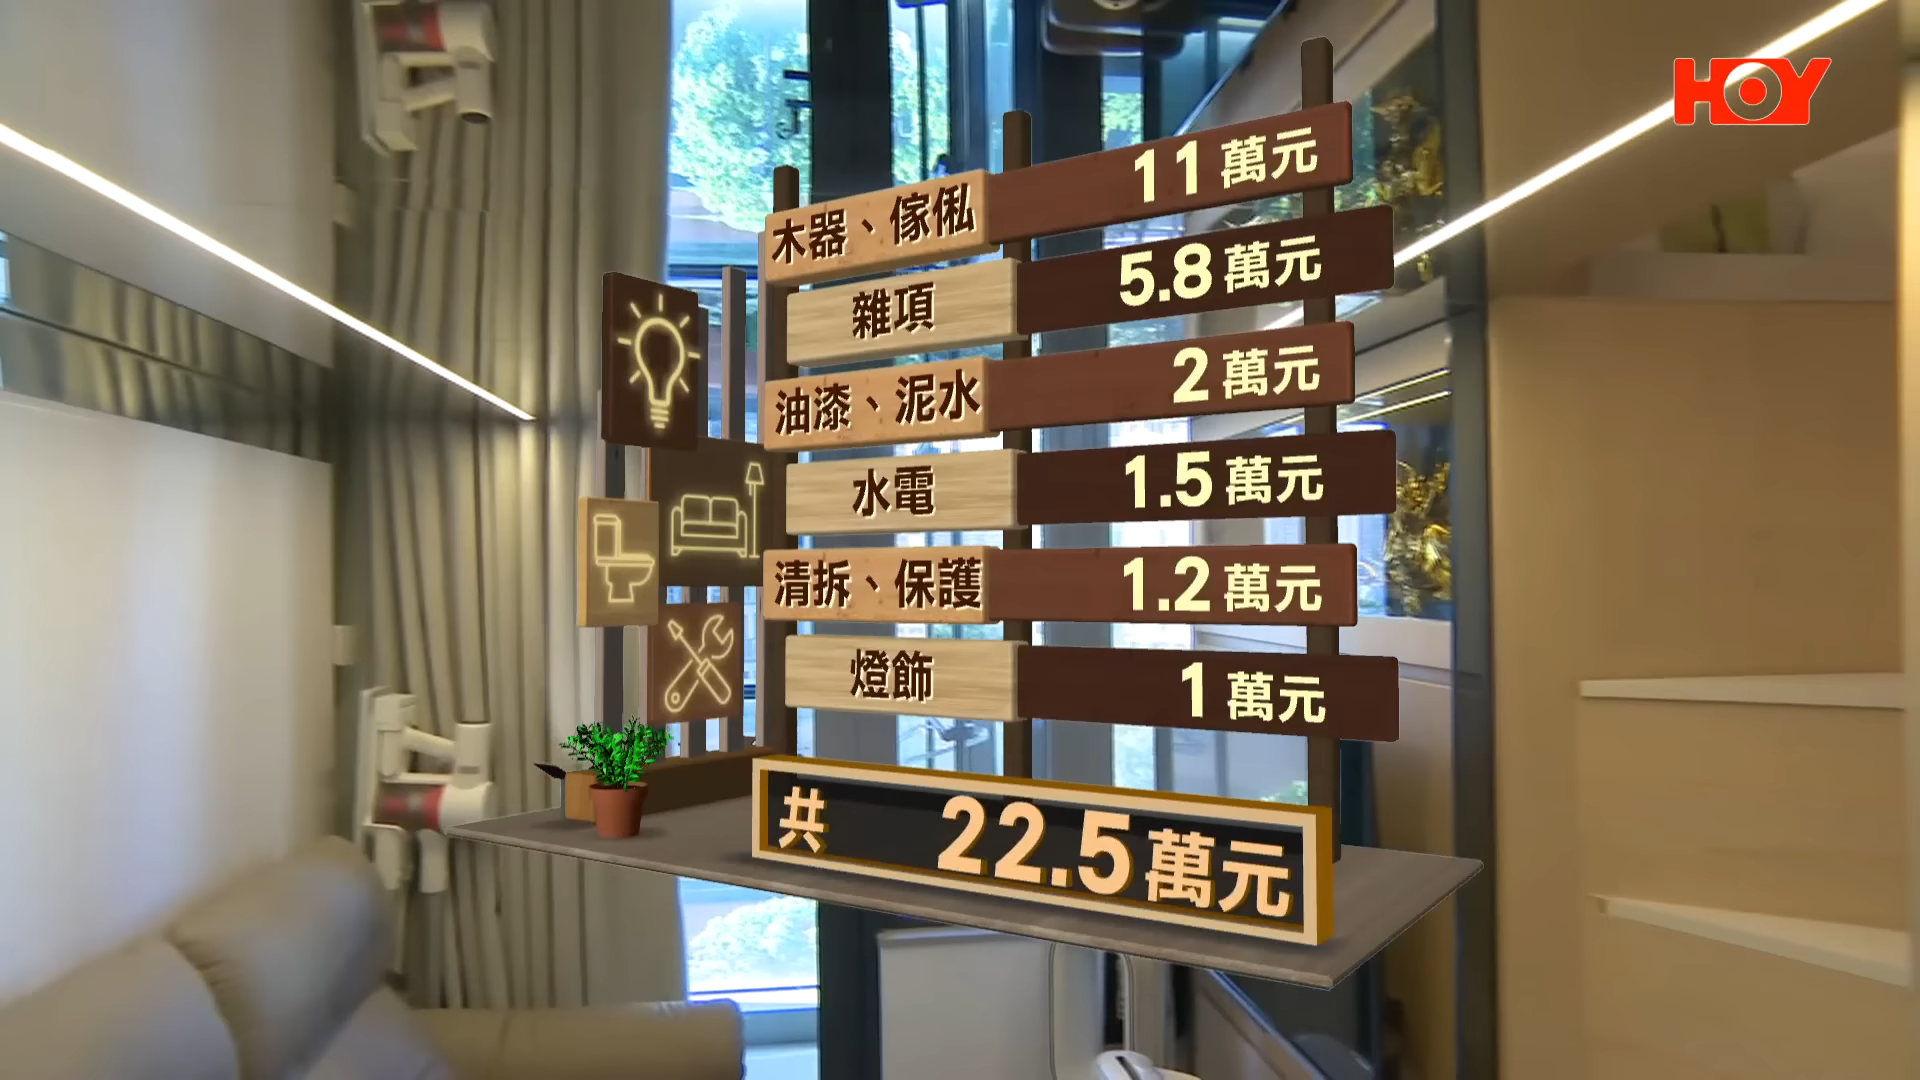 HOY
木器、傢俬 11萬元
雜項 5.8萬元
油漆、泥水 2萬元
水電 1.5萬元
清拆、保護 1.2萬元
燈飾 1萬元
共 22.5萬元